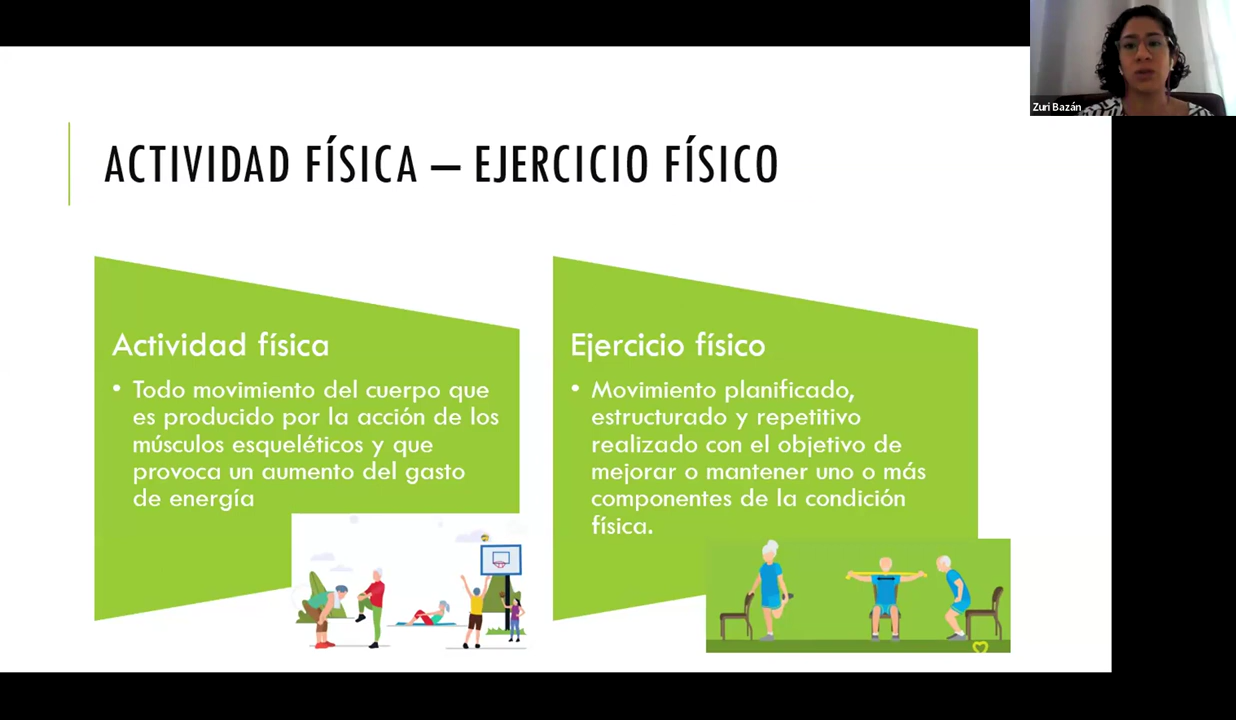 Zuri Bazán
ACTIVIDAD FÍSICA – EJERCICIO FÍSICO
Actividad física
• Todo movimiento del cuerpo que
es producido por la acción de los
músculos esqueléticos y que
provoca un aumento del gasto
de energía
Ejercicio físico
• Movimiento planificado,
estructurado y repetitivo
realizado con el objetivo de
mejorar o mantener uno o más
componentes de la condición
física.